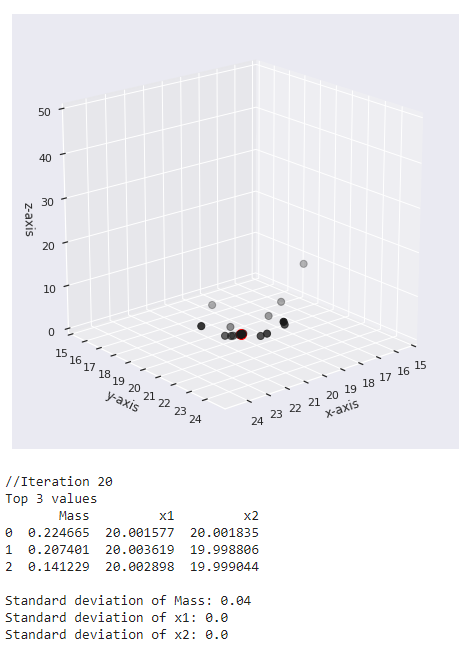 50
40
30
20
10
0
z-axis
15
16
17
18
19
20
21
22
23
24
y-axis
24
23
22
21
20
19
18
17
16
15
x-axis
//Iteration 20
Top 3 values
Mass x1 x2
0 0.224665 20.001577 20.001835
1 0.207401 20.003619 19.998806
2 0.141229 20.002898 19.999044
Standard deviation of Mass: 0.04
Standard deviation of x1: 0.0
Standard deviation of x2: 0.0